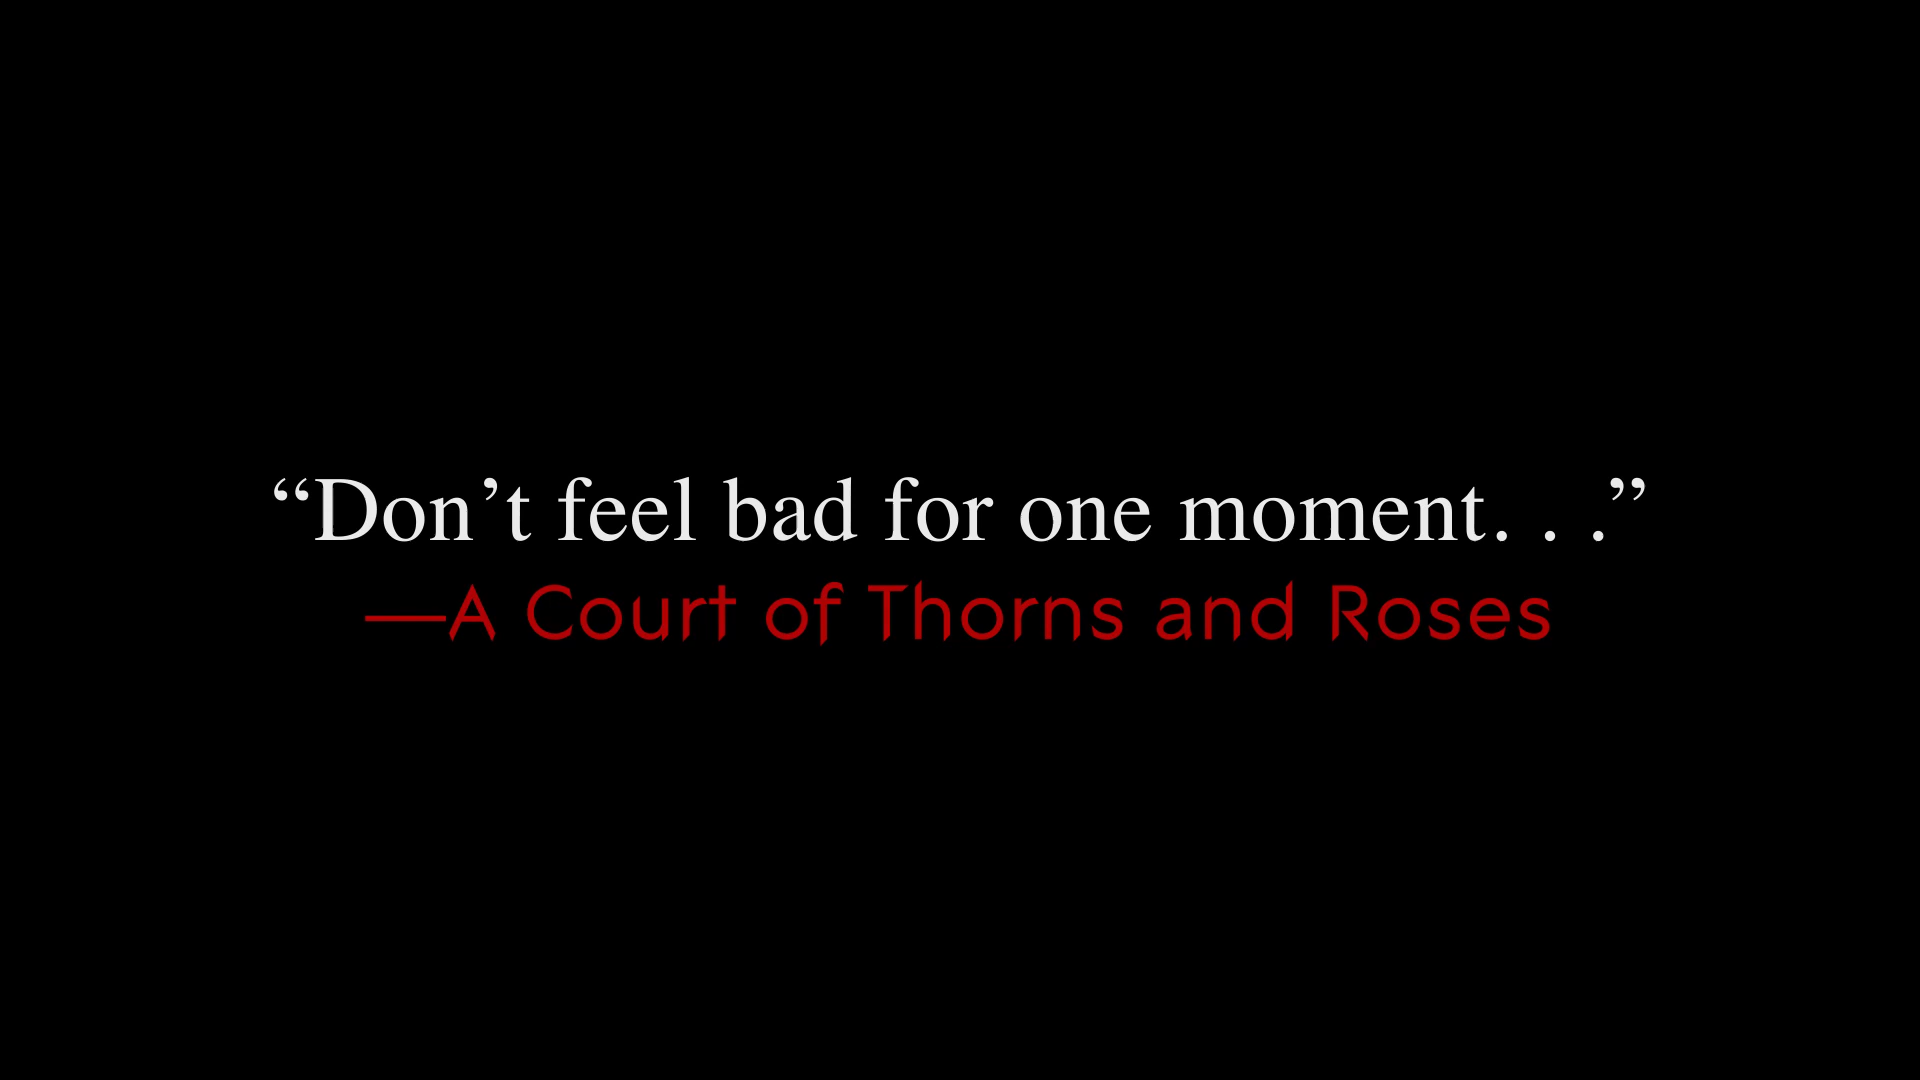 “Don’t feel bad for one moment. . .”
—A Court of Thorns and Roses